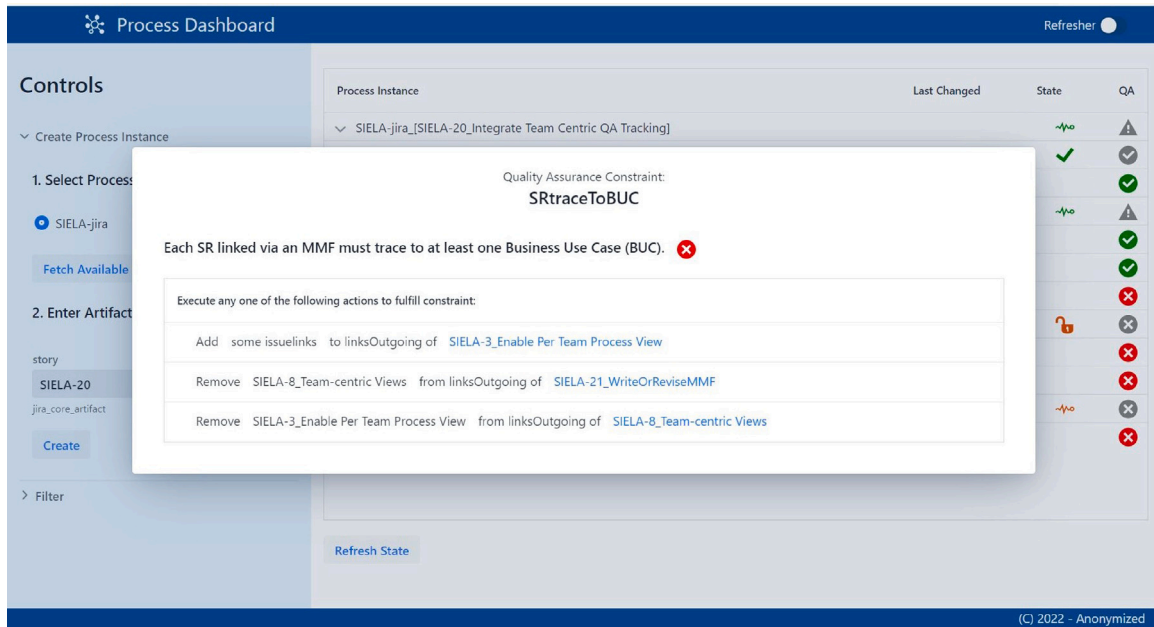 Process Dashboard
Refresher
Controls
Create Process Instance
1. Select Process
SIELA-jira
Fetch Available
2. Enter Artifact
story
SIELA-20
jira_core_artifact
Create
Filter
Process Instance Last Changed State QA
SIELA-jira_[SIELA-20_Integrate Team Centric QA Tracking]
Quality Assurance Constraint:
SRtraceToBUC
Each SR linked via an MMF must trace to at least one Business Use Case (BUC).
Execute any one of the following actions to fulfill constraint:
Add some issuelinks to linksOutgoing of SIELA-3_Enable Per Team Process View
Remove SIELA-8_Team-centric Views from linksOutgoing of SIELA-21_WriteOrReviseMMF
Remove SIELA-3_Enable Per Team Process View from linksOutgoing of SIELA-8_Team-centric Views
Refresh State
(C) 2022 - Anonymized